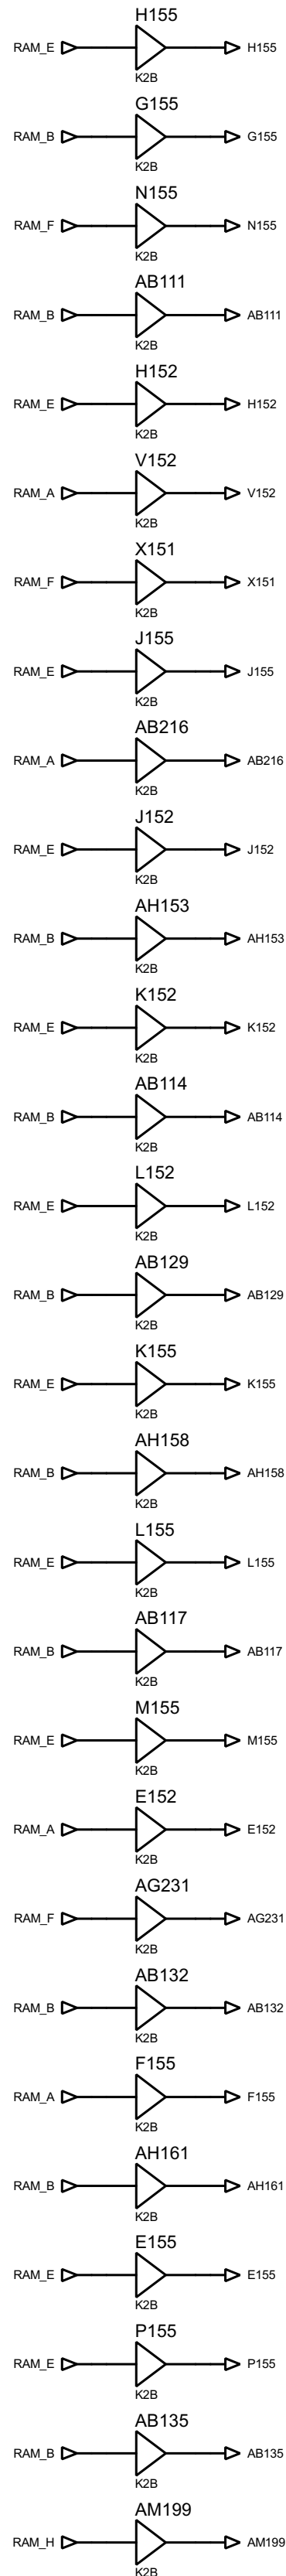 H155
RAM_E H155
K2B
G155
RAM_B G155
K2B
N155
RAM_F N155
K2B
AB111
RAM_B AB111
K2B
H152
RAM_E H152
K2B
V152
RAM_A V152
K2B
X151
RAM_F X151
K2B
J155
RAM_E J155
K2B
AB216
RAM_A AB216
K2B
J152
RAM_E J152
K2B
AH153
RAM_B AH153
K2B
K152
RAM_E K152
K2B
AB114
RAM_B AB114
K2B
L152
RAM_E L152
K2B
AB129
RAM_B AB129
K2B
K155
RAM_E K155
K2B
AH158
RAM_B AH158
K2B
L155
RAM_E L155
K2B
AB117
RAM_B AB117
K2B
M155
RAM_E M155
K2B
E152
RAM_A E152
K2B
AG231
RAM_F AG231
K2B
AB132
RAM_B AB132
K2B
F155
RAM_A F155
K2B
AH161
RAM_B AH161
K2B
E155
RAM_E E155
K2B
P155
RAM_E P155
K2B
AB135
RAM_B AB135
K2B
AM199
RAM_H AM199
K2B